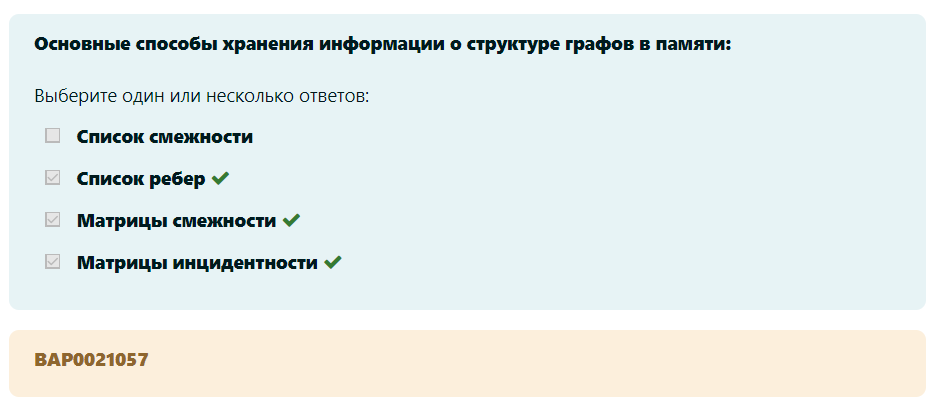 Основные способы хранения информации о структуре графов в памяти:
Выберите один или несколько ответов:
Список смежности
Список ребер
Матрицы смежности
Матрицы инцидентности
ВАР0021057